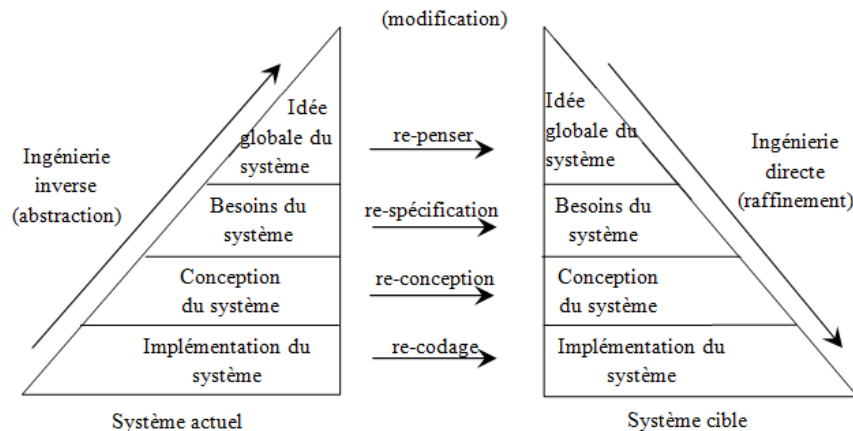 (modification)
Idée
globale du
système
Ingénierie
inverse
(abstraction)
Besoins du
système
Conception
du système
Implémentation du
système
Système actuel
re-penser
re-spécification
re-conception
re-codage
Idée
globale du
système
Besoins du
système
Conception
du système
Implémentation du
système
Système cible
Ingénierie
directe
(raffinement)